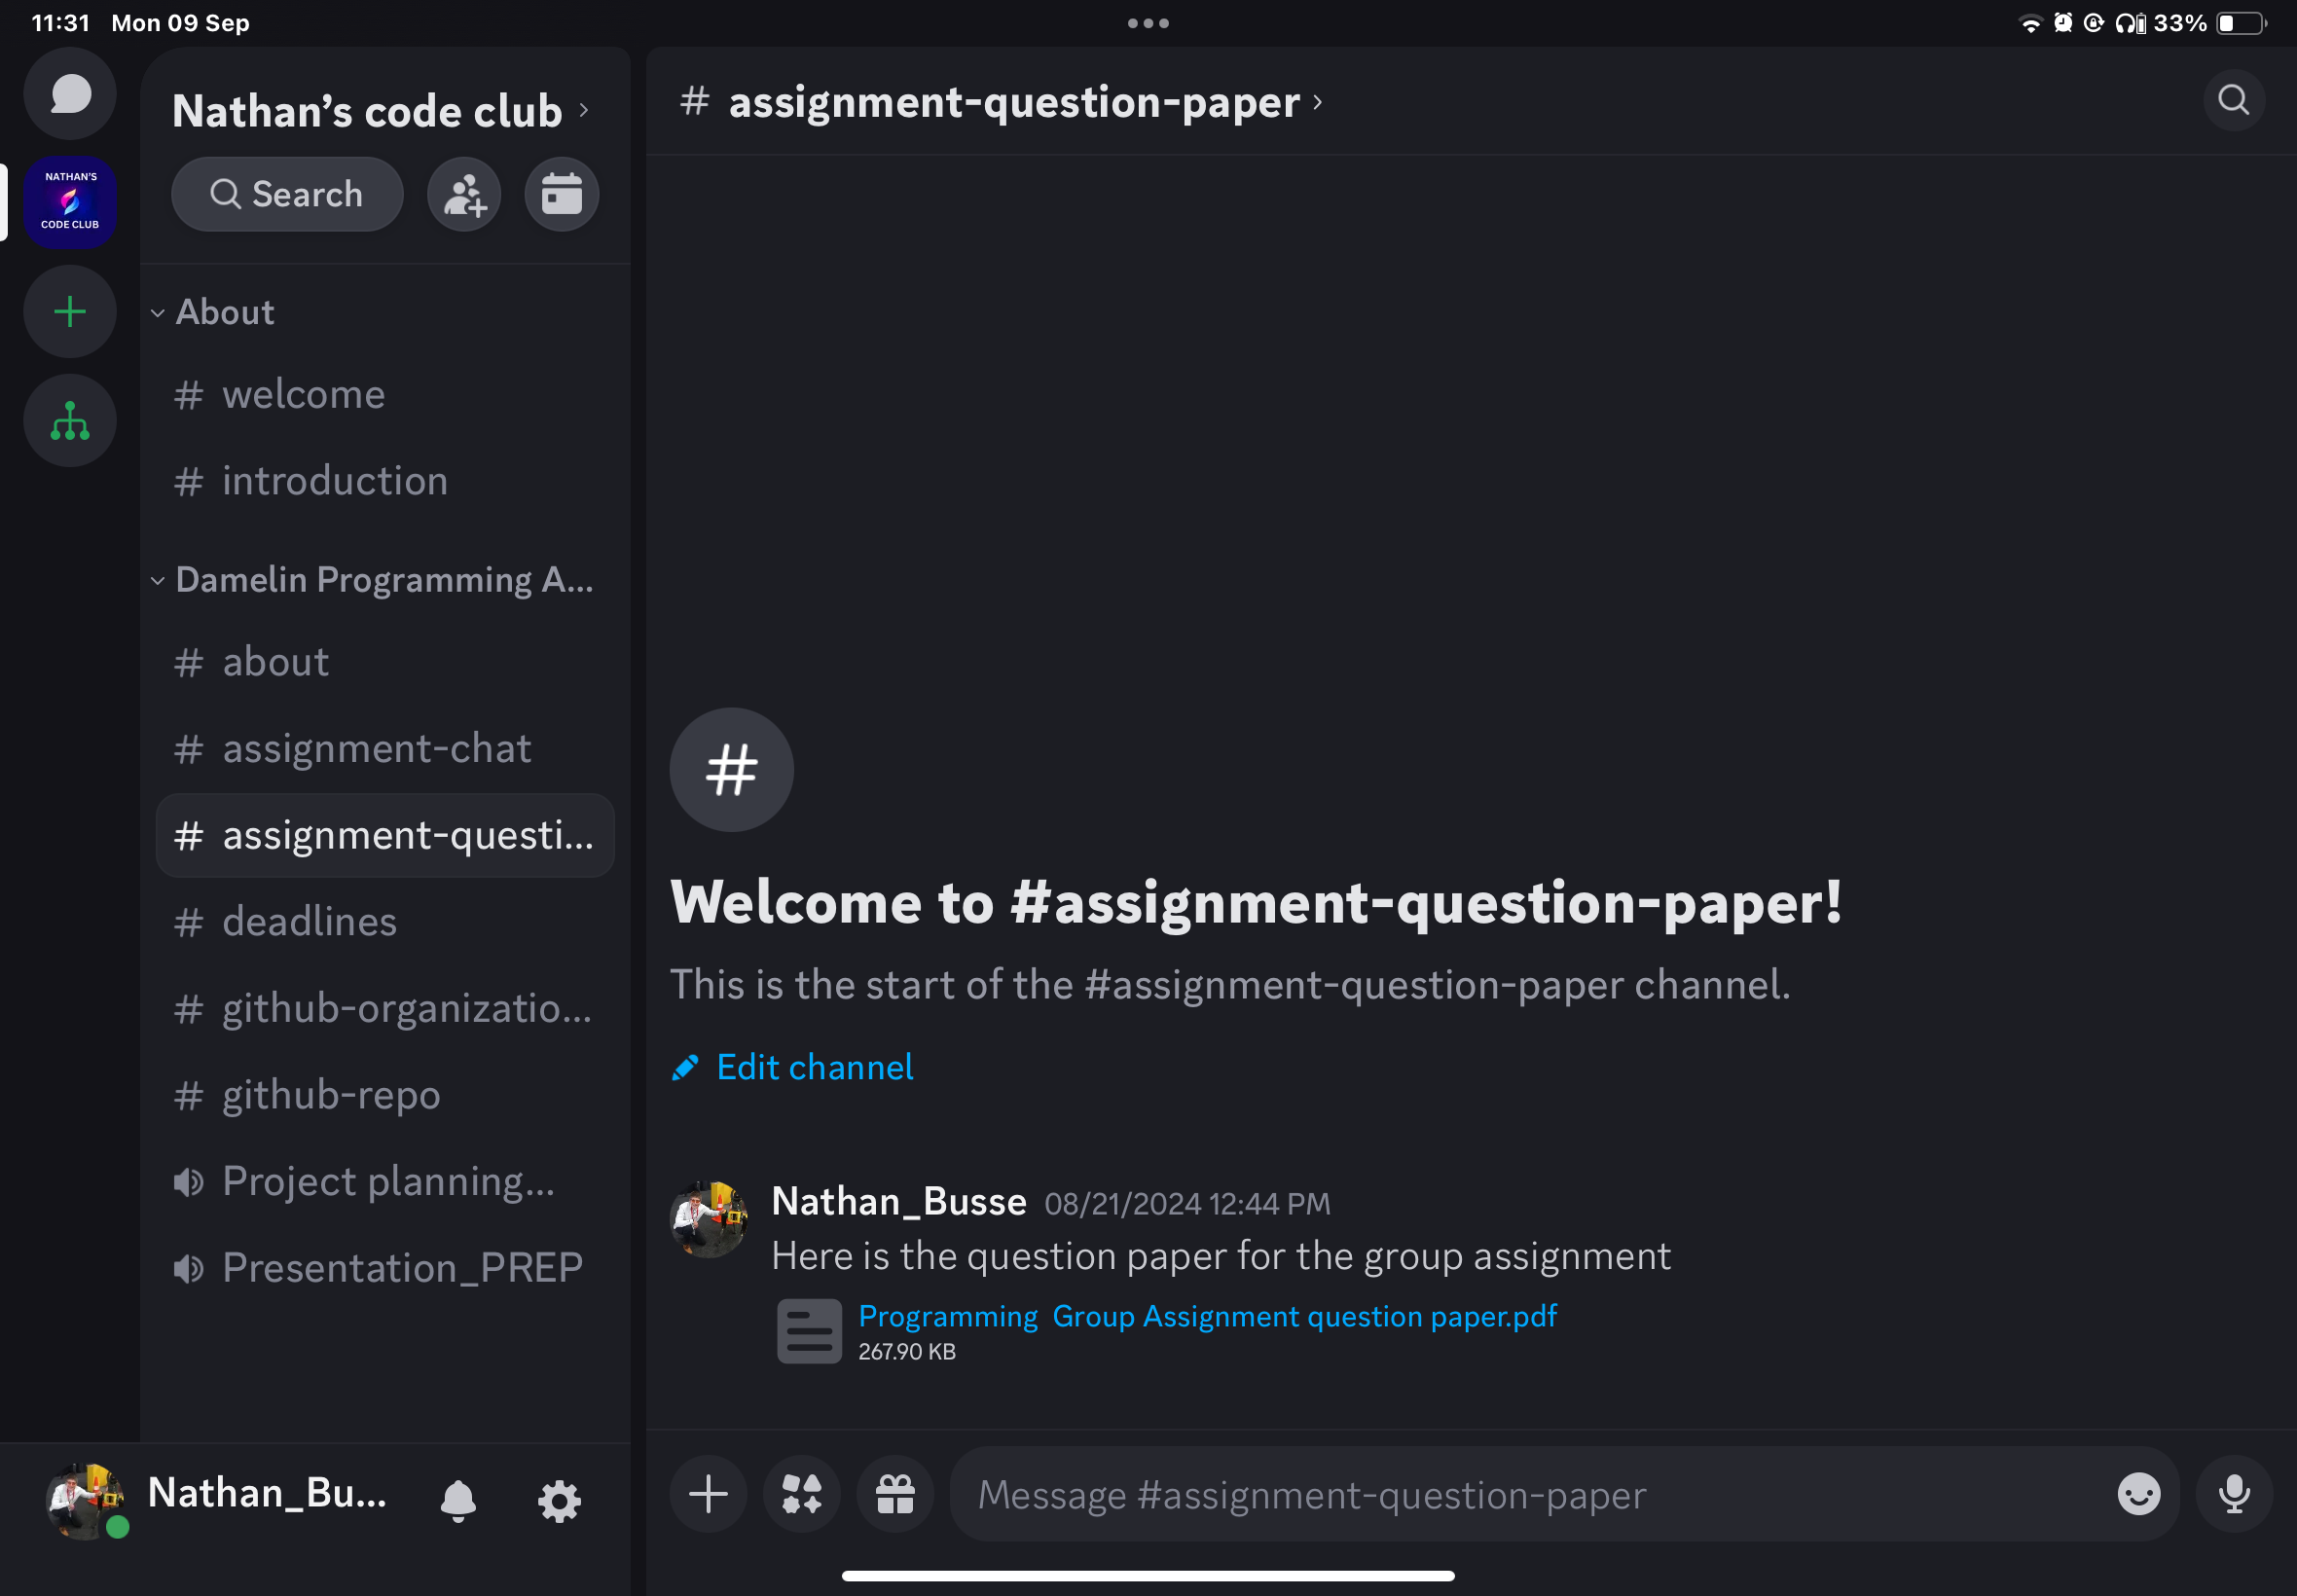 11:31 Mon 09 Sep
33%
NATHAN'S
CODE CLUB
Nathan’s code club
Search
About
# welcome
# introduction
Damelin Programming A...
# about
# assignment-chat
# assignment-questi...
# deadlines
# github-organizatio...
# github-repo
Project planning...
Presentation_PREP
Nathan_Bu...
# assignment-question-paper
#
Welcome to #assignment-question-paper!
This is the start of the #assignment-question-paper channel.
Edit channel
Nathan_Busse 08/21/2024 12:44 PM
Here is the question paper for the group assignment
Programming Group Assignment question paper.pdf
267.90 KB
Message #assignment-question-paper